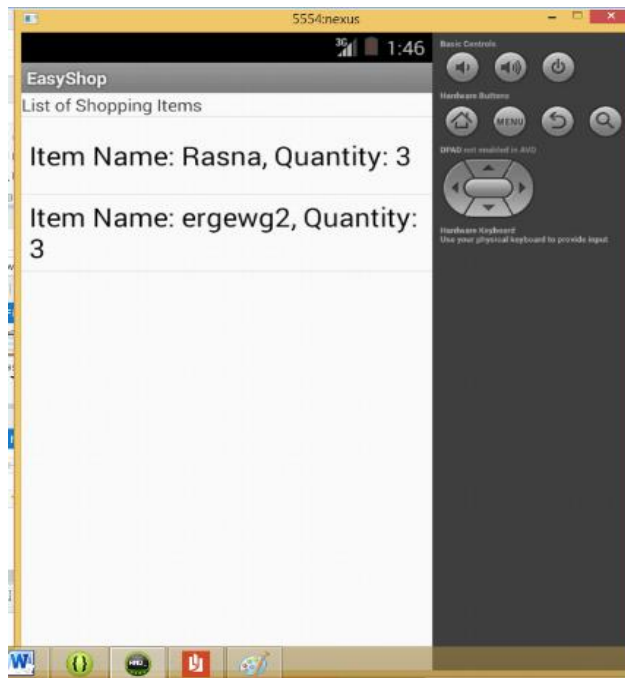 5554:nexus
3G 1:46
EasyShop
List of Shopping Items
Item Name: Rasna, Quantity: 3
Item Name: ergewg2, Quantity:
3
Basic Controls
Hardware Buttons
MENU
DPAD not enabled in AVD
Hardware Keyboard
Use your physical keyboard to provide input
W